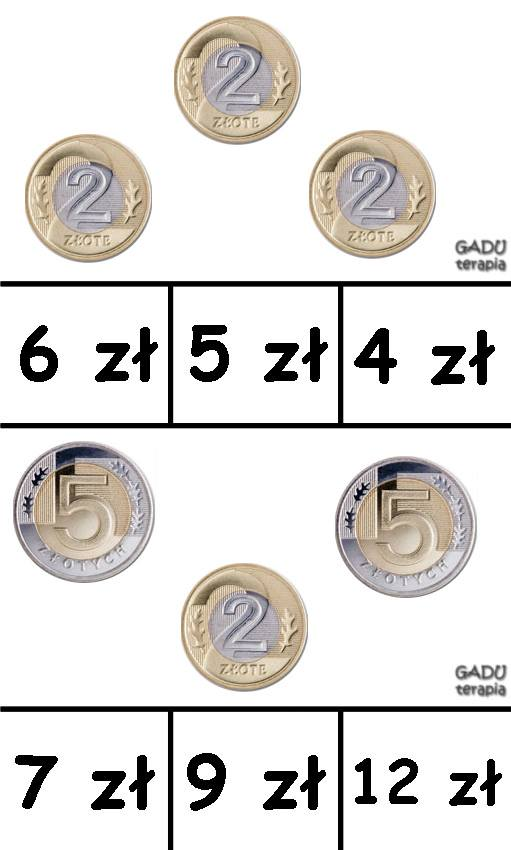 2
ZŁOTE
2
ZŁOTE
2
ZŁOTE
GADU
terapia
6 zł 5 zł 4 zł
5
ZŁOTYCH
5
ZŁOTYCH
2
ZŁOTE
GADU
terapia
7 zł 9 zł 12 zł